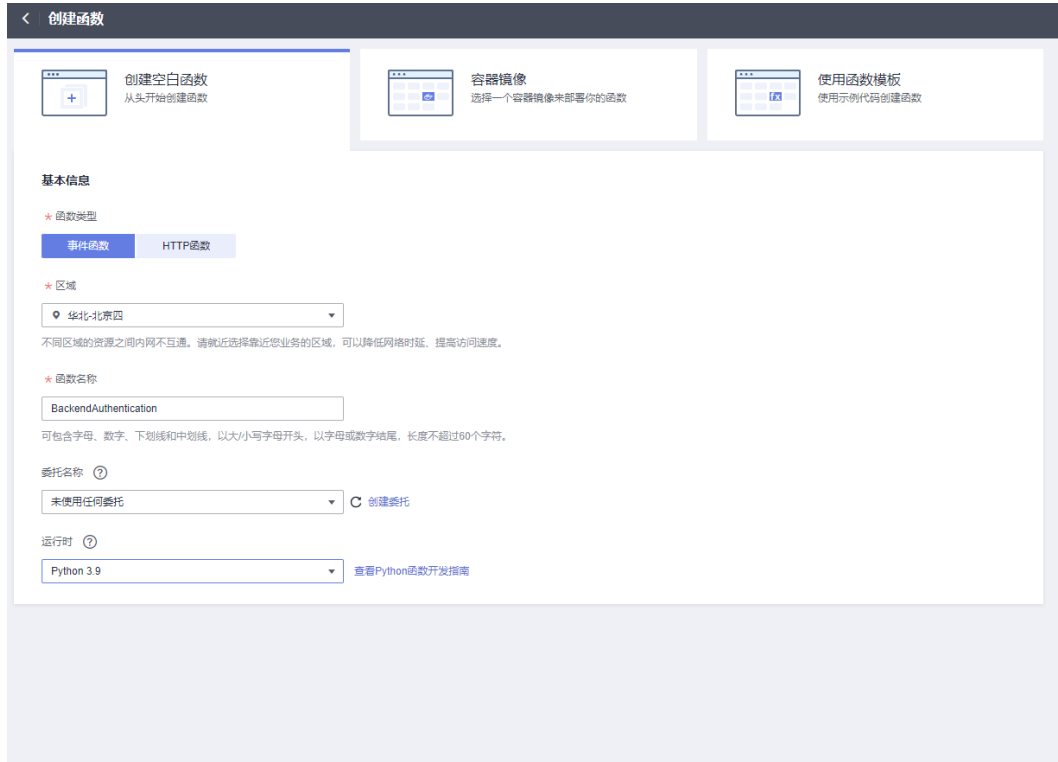 创建函数
创建空白函数
从头开始创建函数
容器镜像
选择一个容器镜像来部署你的函数
fx
使用函数模板
使用示例代码创建函数
基本信息
* 函数类型
事件函数 HTTP函数
* 区域
华北-北京四
不同区域的资源之间内网不互通。请就近选择靠近您业务的区域，可以降低网络时延、提高访问速度。
* 函数名称
BackendAuthentication
可包含字母、数字、下划线和中划线，以大/小写字母开头，以字母或数字结尾，长度不超过60个字符。
委托名称 ?
未使用任何委托 创建委托
运行时 ?
Python 3.9 查看Python函数开发指南